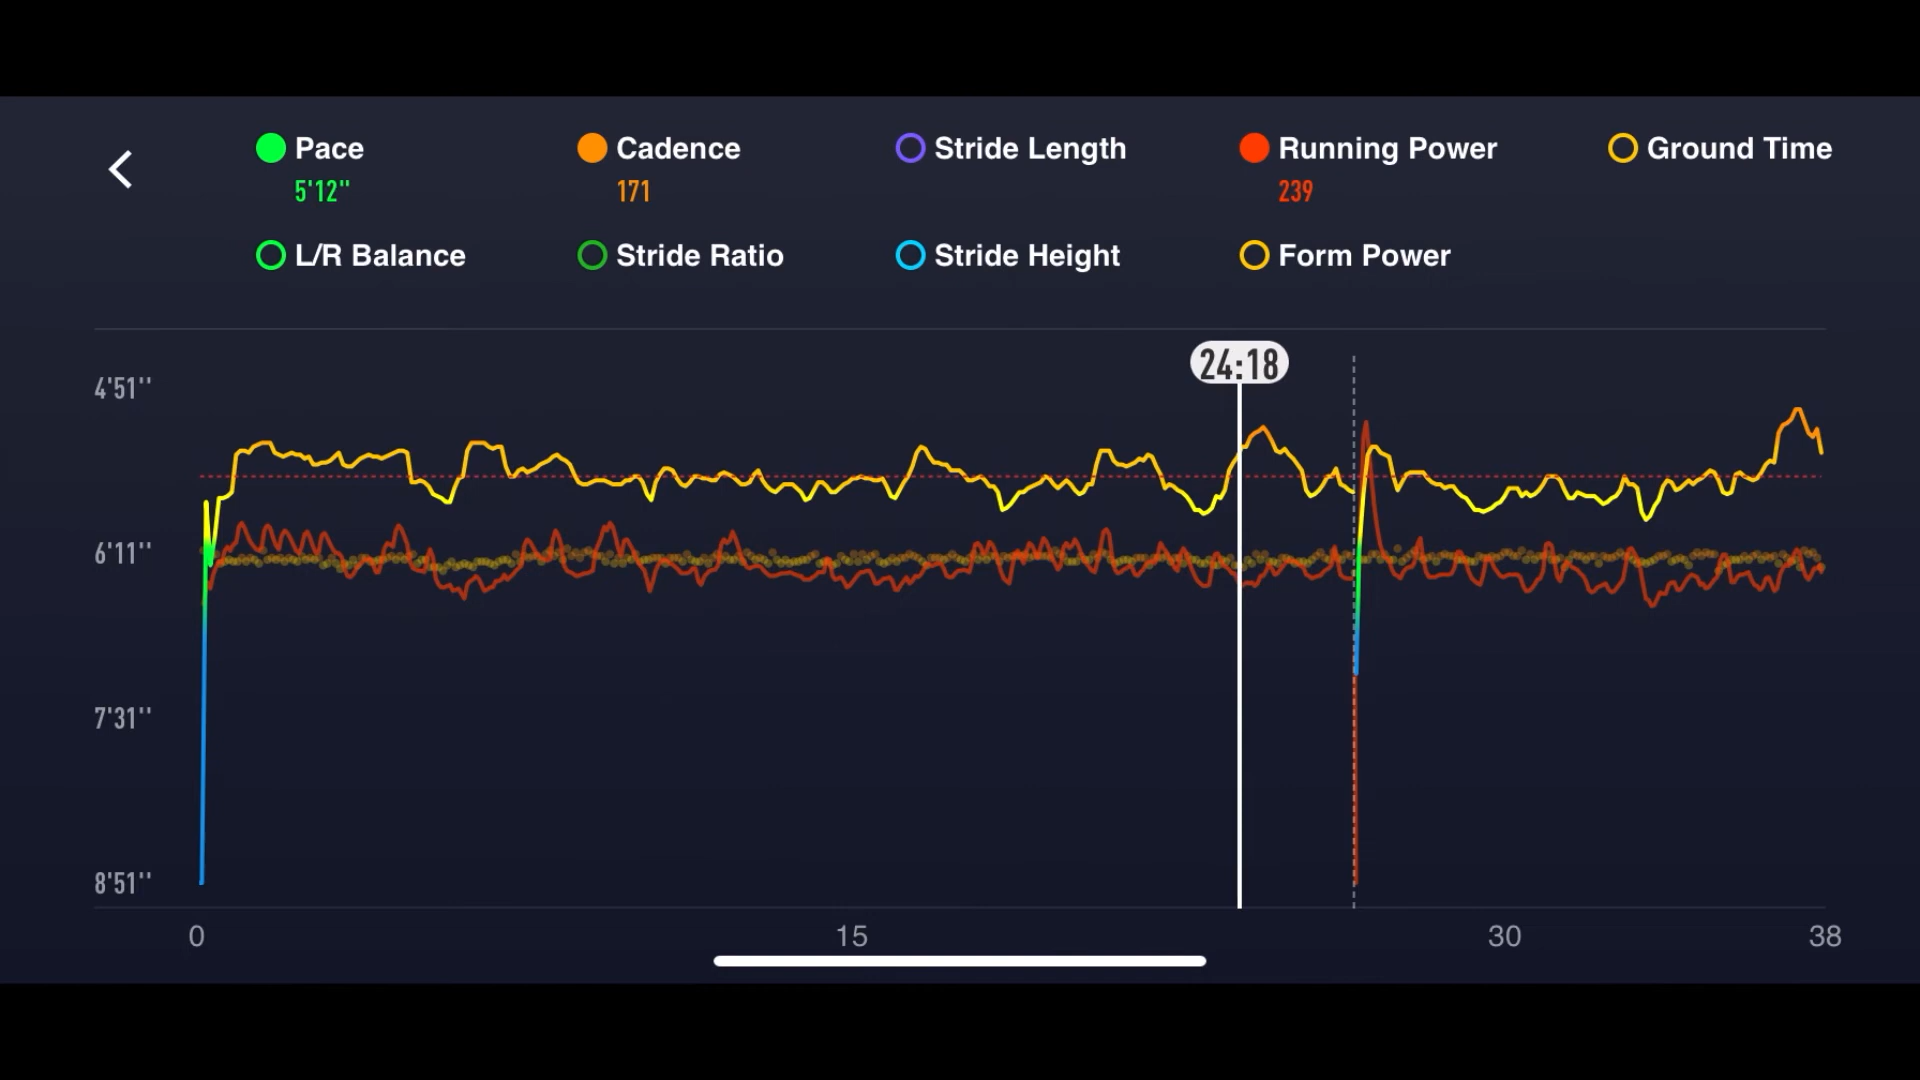 Pace Cadence Stride Length Running Power Ground Time
5'12'' 171 239
L/R Balance Stride Ratio Stride Height Form Power
24:18
4'51''
6'11''
7'31''
8'51''
0 15 30 38